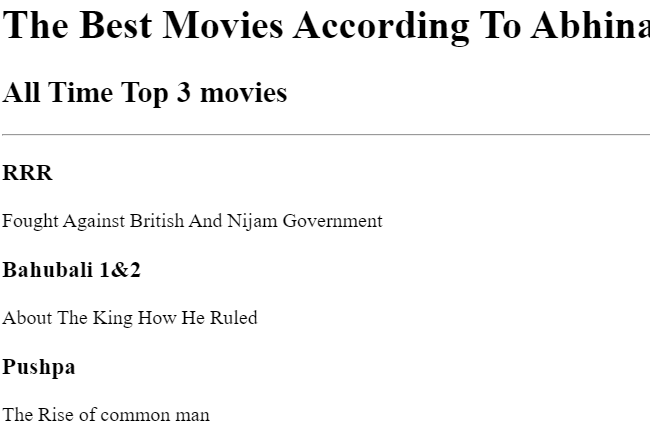 The Best Movies According To Abhina
All Time Top 3 movies
RRR
Fought Against British And Nijam Government
Bahubali 1&2
About The King How He Ruled
Pushpa
The Rise of common man